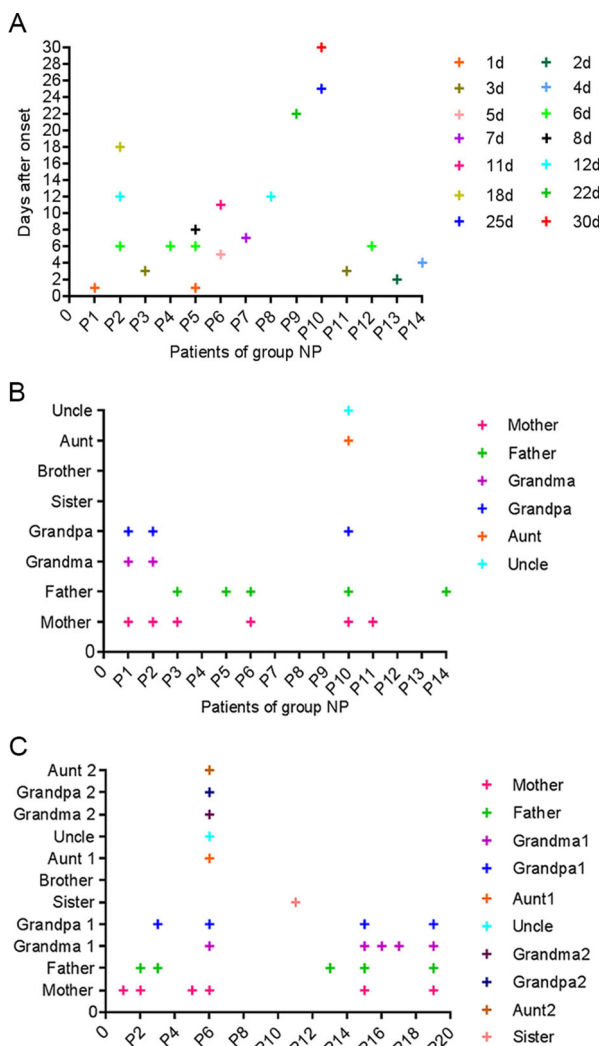 A
30
28
26
24
22
20
18
16
14
12
10
8
6
4
2
0
Days after onset
0 P1 P2 P3 P4 P5 P6 P7 P8 P9 P10 P11 P12 P13 P14
Patients of group NP
1d 2d
3d 4d
5d 6d
7d 8d
11d 12d
18d 22d
25d 30d
B
Uncle
Aunt
Brother
Sister
Grandpa
Grandma
Father
Mother
0
0 P1 P2 P3 P4 P5 P6 P7 P8 P9 P10 P11 P12 P13 P14
Patients of group NP
Mother
Father
Grandma
Grandpa
Aunt
Uncle
C
Aunt 2
Grandpa 2
Grandma 2
Uncle
Aunt 1
Brother
Sister
Grandpa 1
Grandma 1
Father
Mother
0
0 P2 P4 P6 P8 P10 P12 P14 P16 P18 P20
Mother
Father
Grandma1
Grandpa1
Aunt1
Uncle
Grandma2
Grandpa2
Aunt2
Sister